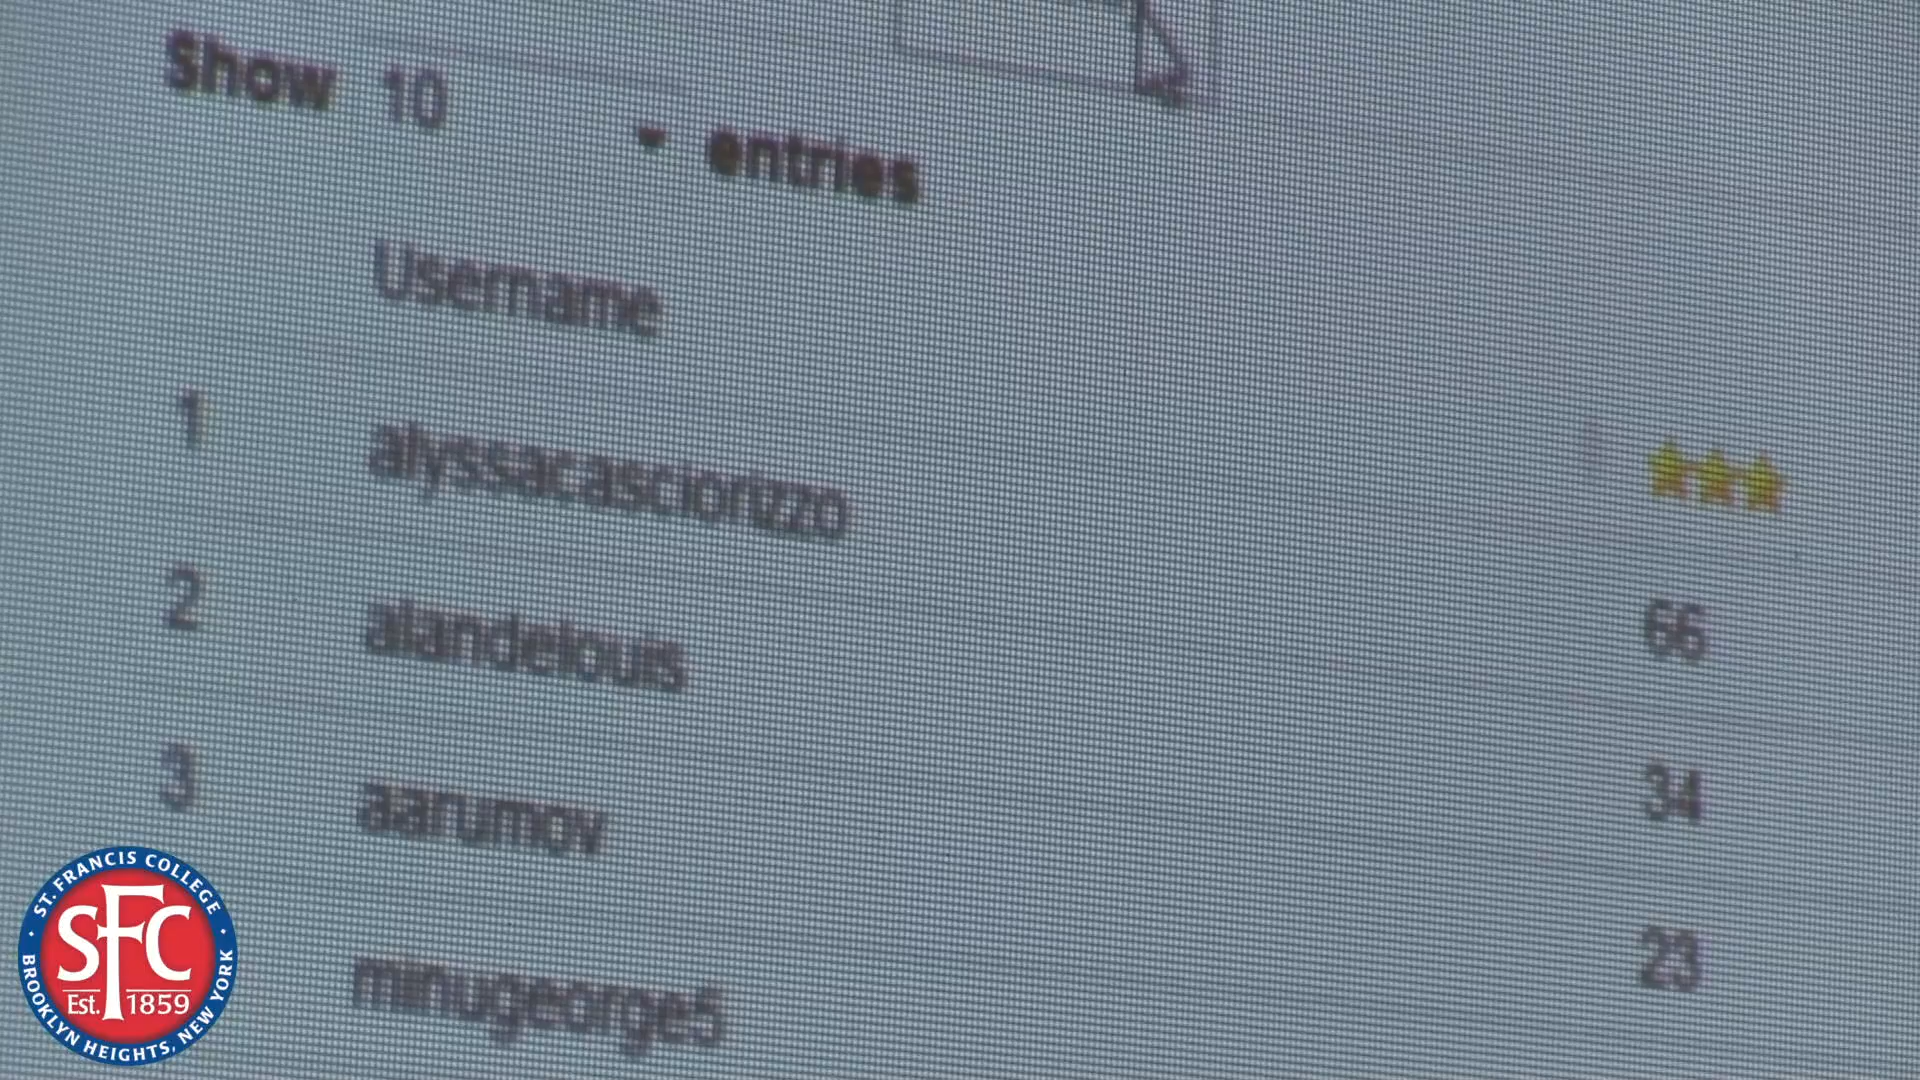 show 10 entries
Username
1 alyssacasciorizzo
2 alandelouis 66
3 aarumov 34
minugeorge5 23
ST. FRANCIS COLLEGE
SFC
Est. 1859
BROOKLYN HEIGHTS, NEW YORK